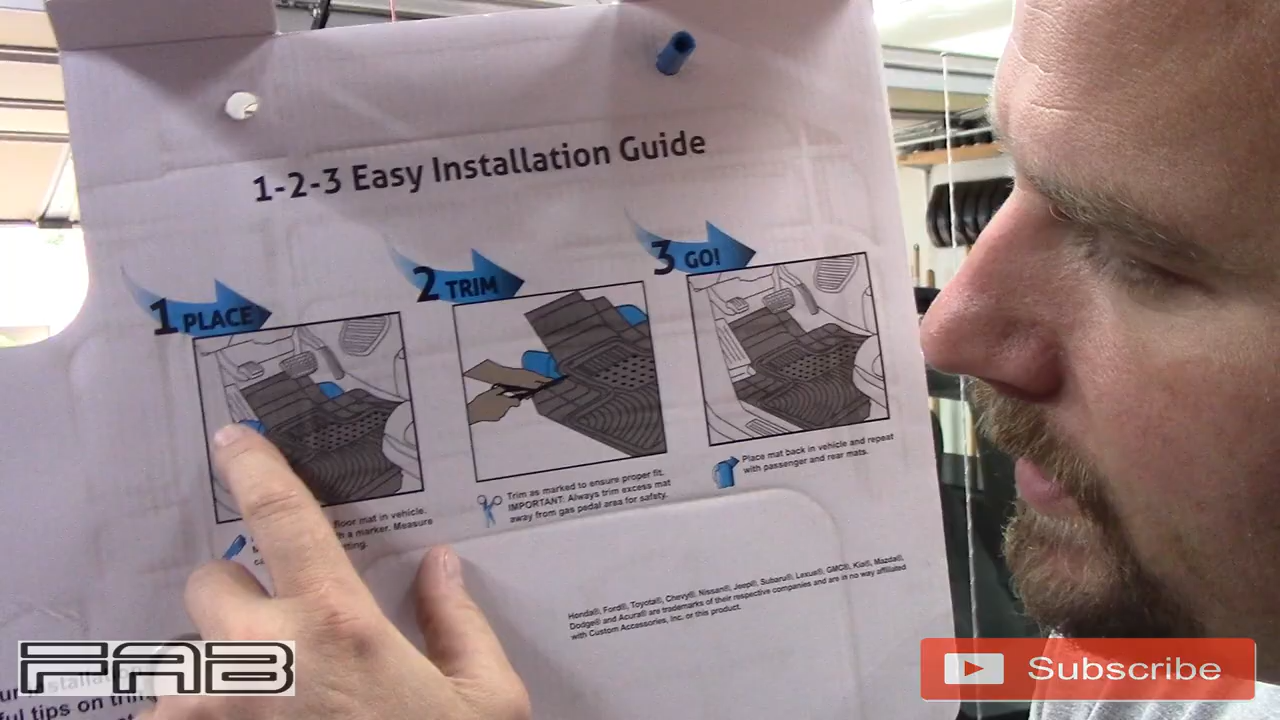 1-2-3 Easy Installation Guide
1 PLACE
2 TRIM
3 GO!
floor mat in vehicle.
a marker. Measure
Trim as marked to ensure proper fit.
IMPORTANT: Always trim excess mat
away from gas pedal area for safety.
Place mat back in vehicle and repeat
with passenger and rear mats.
Honda®, Ford®, Toyota®, Chevy®, Nissan®, Jeep®, Subaru®, Lexus®, GMC®, Kia®, Mazda®,
Dodge® and Acura® are trademarks of their respective companies and are in no way affiliated
with Custom Accessories, Inc. or this product.
FAB
Installation
tips on
Subscribe